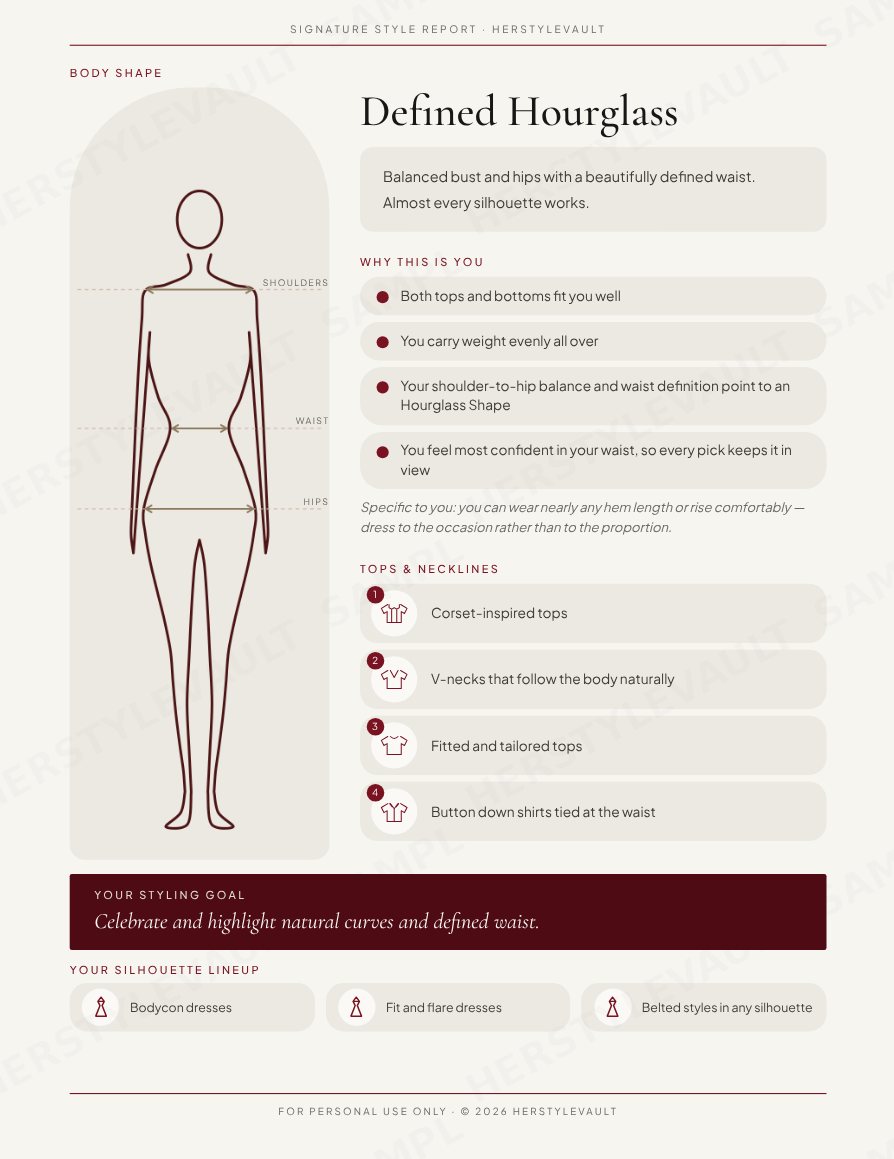 SIGNATURE STYLE REPORT · HERSTYLEVAULT
BODY SHAPE
SHOULDERS
WAIST
HIPS
Defined Hourglass
Balanced bust and hips with a beautifully defined waist.
Almost every silhouette works.
WHY THIS IS YOU
Both tops and bottoms fit you well
You carry weight evenly all over
Your shoulder-to-hip balance and waist definition point to an
Hourglass Shape
You feel most confident in your waist, so every pick keeps it in
view
Specific to you: you can wear nearly any hem length or rise comfortably —
dress to the occasion rather than to the proportion.
TOPS & NECKLINES
1
Corset-inspired tops
2
V-necks that follow the body naturally
3
Fitted and tailored tops
4
Button down shirts tied at the waist
YOUR STYLING GOAL
Celebrate and highlight natural curves and defined waist.
YOUR SILHOUETTE LINEUP
Bodycon dresses
Fit and flare dresses
Belted styles in any silhouette
FOR PERSONAL USE ONLY · © 2026 HERSTYLEVAULT